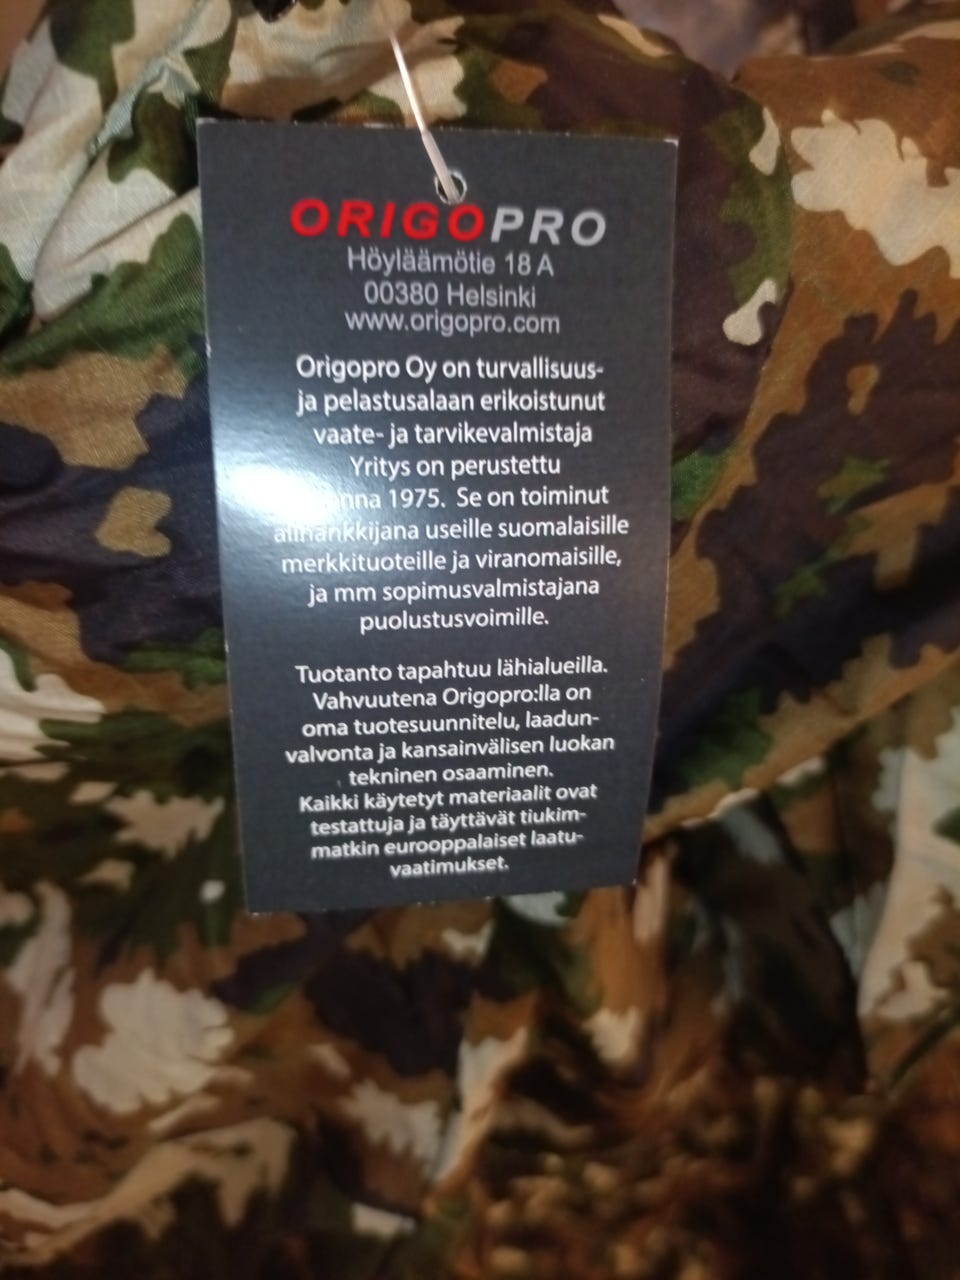 ORIGOPRO
Höyläämötie 18 A
00380 Helsinki
www.origopro.com
Origopro Oy on turvallisuus-
ja pelastusalaan erikoistunut
vaate- ja tarvikevalmistaja
Yritys on perustettu
1975. Se on toiminut
alihankkijana useille suomalaisille
merkkituoteille ja viranomaisille,
ja mm sopimusvalmistajana
puolustusvoimille.
Tuotanto tapahtuu lähialueilla.
Vahvuutena Origopro:lla on
oma tuotesuunnitelu, laadun-
valvonta ja kansainvälisen luokan
tekninen osaaminen.
Kaikki käytetyt materiaalit ovat
testattuja ja täyttävät tiukim-
matkin eurooppalaiset laatu-
vaatimukset.